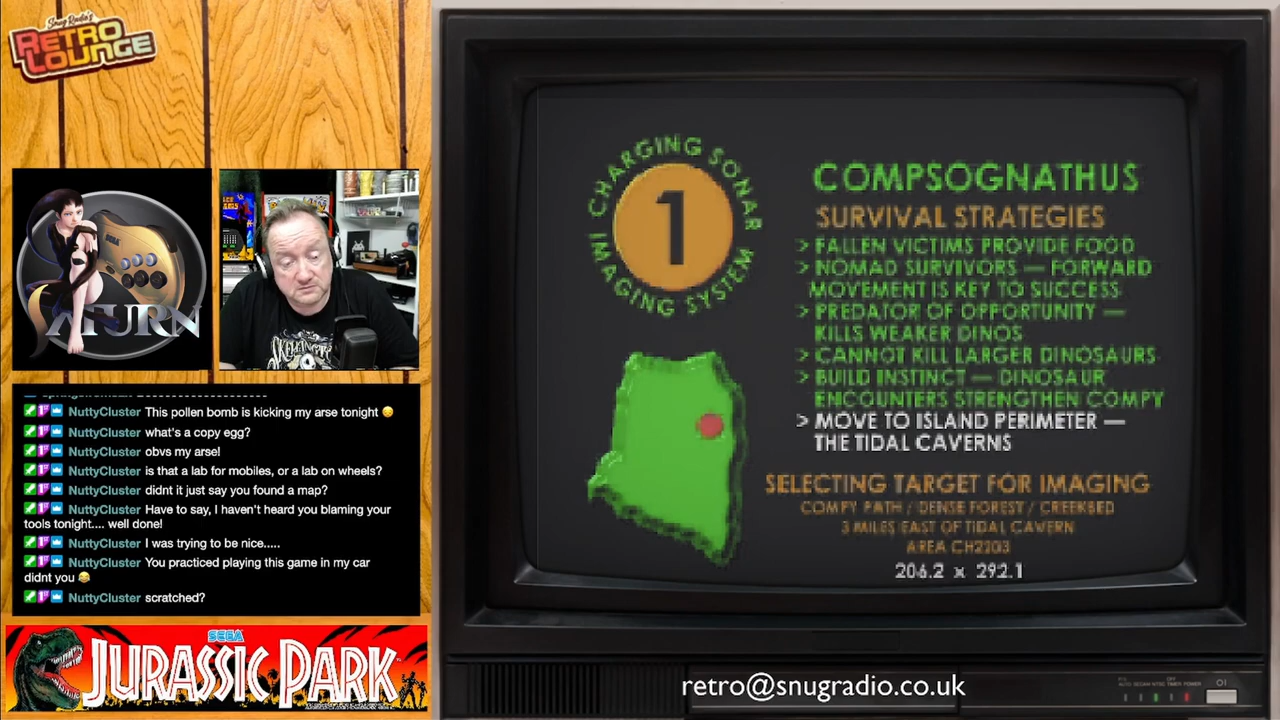 Snug Radio's
RETRO
LOUNGE
SEGA
SATURN
NuttyCluster This pollen bomb is kicking my arse tonight 😔
NuttyCluster what's a copy egg?
NuttyCluster obvs my arse!
NuttyCluster is that a lab for mobiles, or a lab on wheels?
NuttyCluster didnt it just say you found a map?
NuttyCluster Have to say, I haven't heard you blaming your
tools tonight.... well done!
NuttyCluster I was trying to be nice.....
NuttyCluster You practiced playing this game in my car
didnt you 😂
NuttyCluster scratched?
SEGA
JURASSIC PARK
CHARGING SONAR
IMAGING SYSTEM
1
COMPSOGNATHUS
SURVIVAL STRATEGIES
> FALLEN VICTIMS PROVIDE FOOD
> NOMAD SURVIVORS — FORWARD
MOVEMENT IS KEY TO SUCCESS
> PREDATOR OF OPPORTUNITY —
KILLS WEAKER DINOS
> CANNOT KILL LARGER DINOSAURS
> BUILD INSTINCT — DINOSAUR
ENCOUNTERS STRENGTHEN COMPY
> MOVE TO ISLAND PERIMETER —
THE TIDAL CAVERNS
SELECTING TARGET FOR IMAGING
COMPY PATH / DENSE FOREST / CREEKBED
3 MILES EAST OF TIDAL CAVERN
AREA CH2203
206.2 x 292.1
retro@snugradio.co.uk